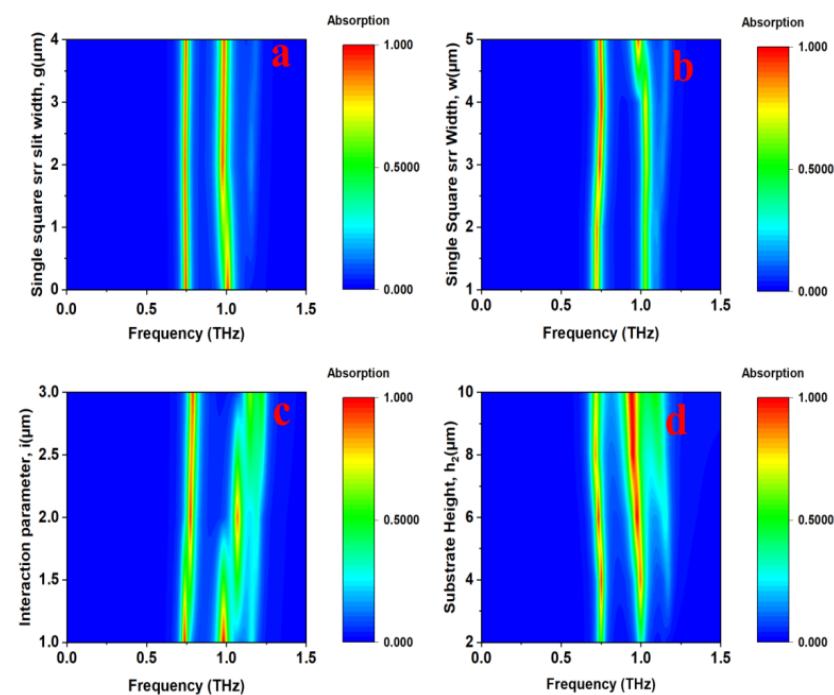 Absorption
a
1.000
0.5000
0.000
Single square srr slit width, g(μm)
4
3
2
1
0
0.0 0.5 1.0 1.5
Frequency (THz)
Absorption
b
1.000
0.5000
0.000
Single Square srr Width, w(μm)
5
4
3
2
1
0.0 0.5 1.0 1.5
Frequency (THz)
Absorption
c
1.000
0.5000
0.000
Interaction parameter, i(μm)
3.0
2.5
2.0
1.5
1.0
0.0 0.5 1.0 1.5
Frequency (THz)
Absorption
d
1.000
0.5000
0.000
Substrate Height, h₂(μm)
10
8
6
4
2
0.0 0.5 1.0 1.5
Frequency (THz)